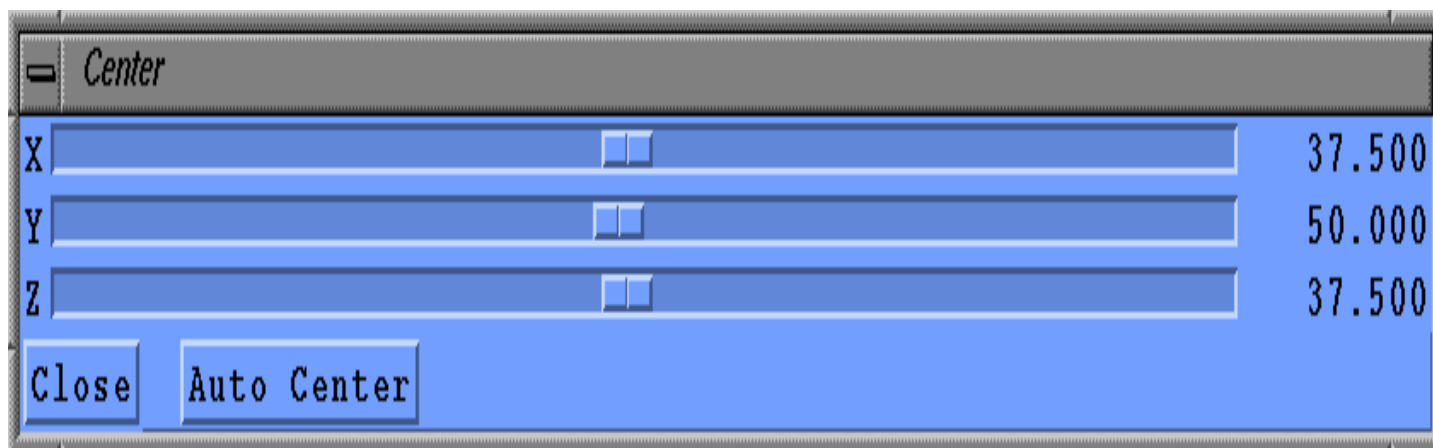 Center
X 37.500
Y 50.000
Z 37.500
Close Auto Center